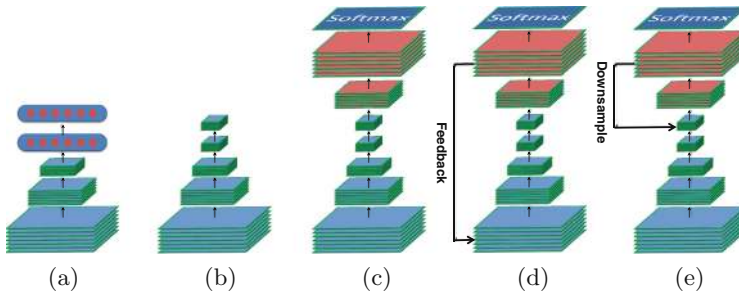 Softmax
Softmax
Softmax
Feedback
Downsample
(a)
(b)
(c)
(d)
(e)